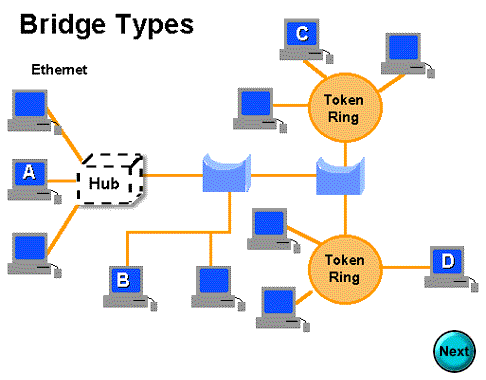 Bridge Types
Ethernet
C
Token
Ring
A
Hub
B
Token
Ring
D
Next